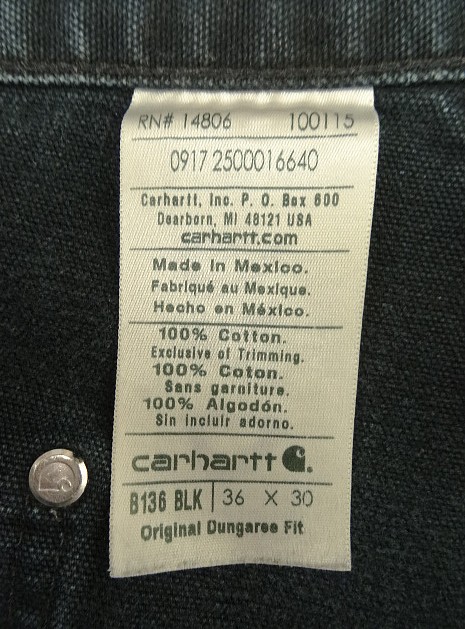 RN# 14806 100115
0917 2500016640
Carhartt, Inc. P. O. Box 600
Dearborn, MI 48121 USA
carhartt.com
Made In Mexico.
Fabriqué au Mexique.
Hecho en México.
100% Cotton.
Exclusive of Trimming.
100% Coton.
Sans garniture.
100% Algodón.
Sin incluir adorno.
carhartt
B136 BLK | 36 X 30
Original Dungaree Fit